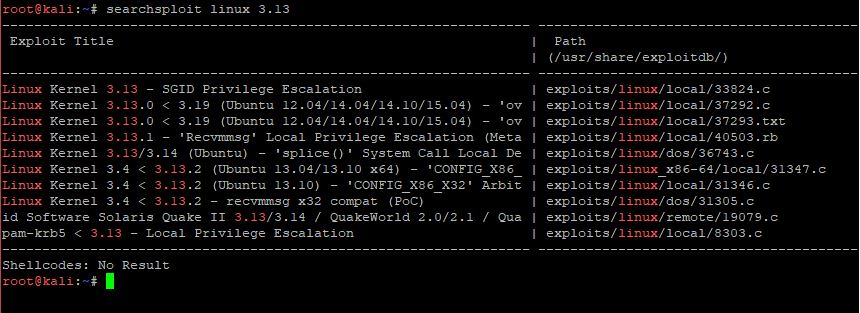 root@kali:~# searchsploit linux 3.13
--------------------------------------------------------------- ----------------------------------------
 Exploit Title | Path
 | (/usr/share/exploitdb/)
--------------------------------------------------------------- ----------------------------------------
Linux Kernel 3.13 - SGID Privilege Escalation | exploits/linux/local/33824.c
Linux Kernel 3.13.0 < 3.19 (Ubuntu 12.04/14.04/14.10/15.04) - 'ov | exploits/linux/local/37292.c
Linux Kernel 3.13.0 < 3.19 (Ubuntu 12.04/14.04/14.10/15.04) - 'ov | exploits/linux/local/37293.txt
Linux Kernel 3.13.1 - 'Recvmmsg' Local Privilege Escalation (Meta | exploits/linux/local/40503.rb
Linux Kernel 3.13/3.14 (Ubuntu) - 'splice()' System Call Local De | exploits/linux/dos/36743.c
Linux Kernel 3.4 < 3.13.2 (Ubuntu 13.04/13.10 x64) - 'CONFIG_X86_ | exploits/linux_x86-64/local/31347.c
Linux Kernel 3.4 < 3.13.2 (Ubuntu 13.10) - 'CONFIG_X86_X32' Arbit | exploits/linux/local/31346.c
Linux Kernel 3.4 < 3.13.2 - recvmmsg x32 compat (PoC) | exploits/linux/dos/31305.c
id Software Solaris Quake II 3.13/3.14 / QuakeWorld 2.0/2.1 / Qua | exploits/linux/remote/19079.c
pam-krb5 < 3.13 - Local Privilege Escalation | exploits/linux/local/8303.c
--------------------------------------------------------------- ----------------------------------------
Shellcodes: No Result
root@kali:~#